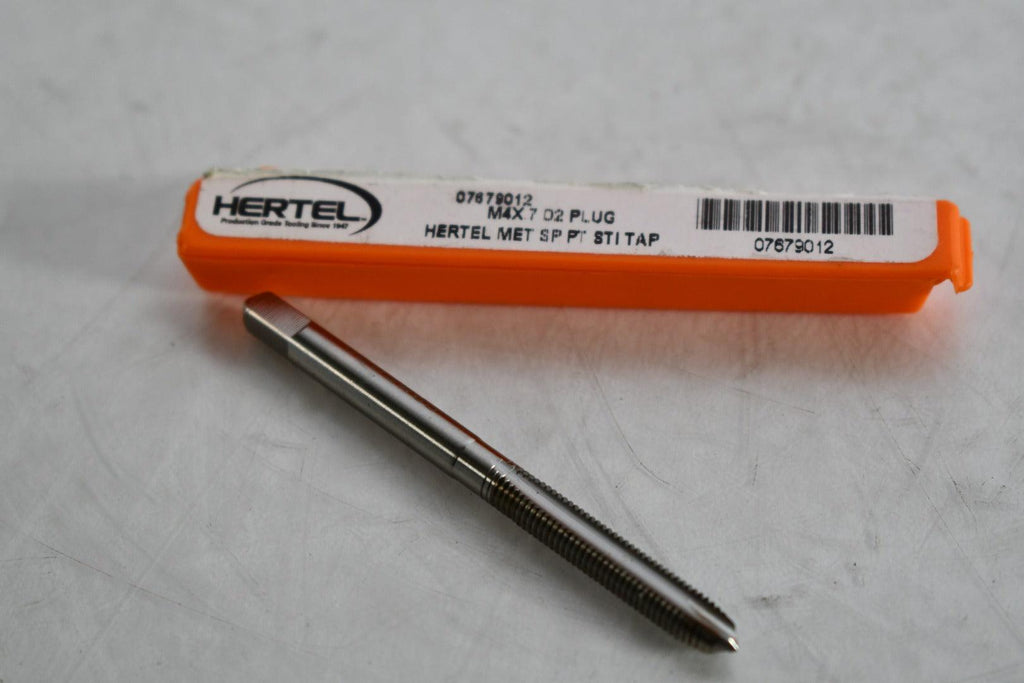 HERTEL
Production Grade Tooling Since 1947
07679012
M4X.7 D2 PLUG
HERTEL MET SP PT STI TAP
07679012